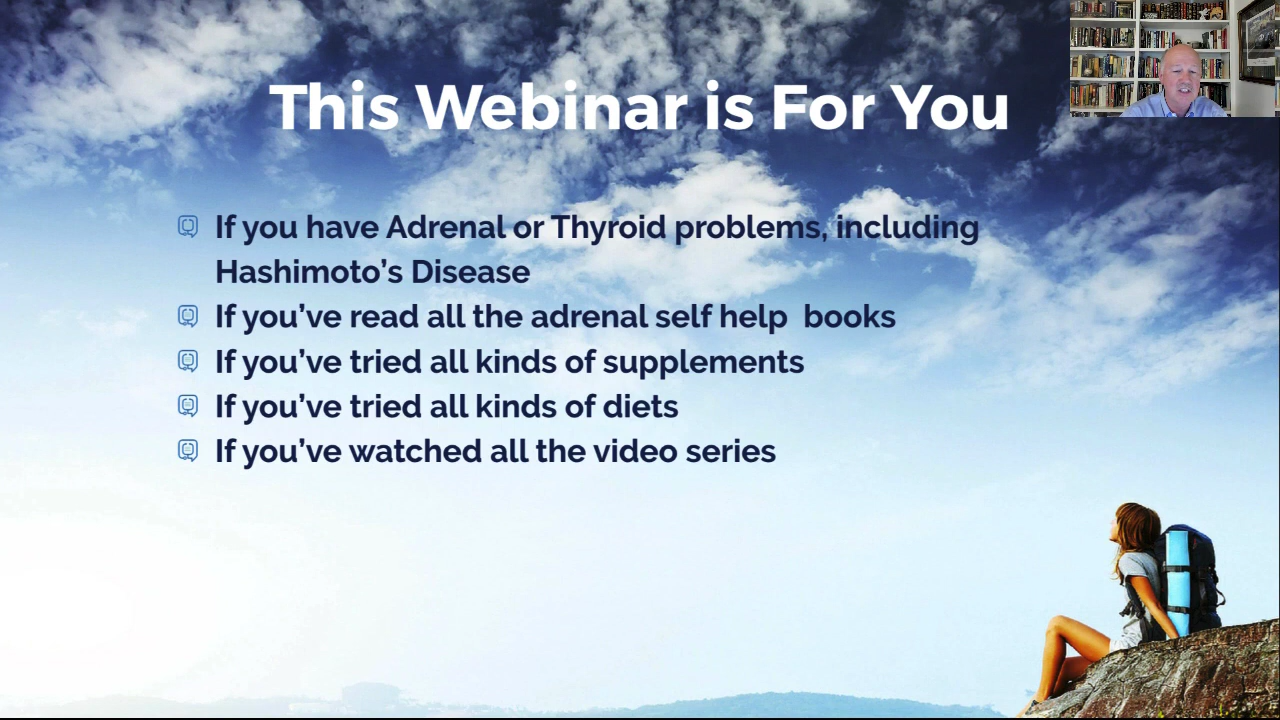 This Webinar is For You
If you have Adrenal or Thyroid problems, including
Hashimoto’s Disease
If you’ve read all the adrenal self help  books
If you’ve tried all kinds of supplements
If you’ve tried all kinds of diets
If you’ve watched all the video series